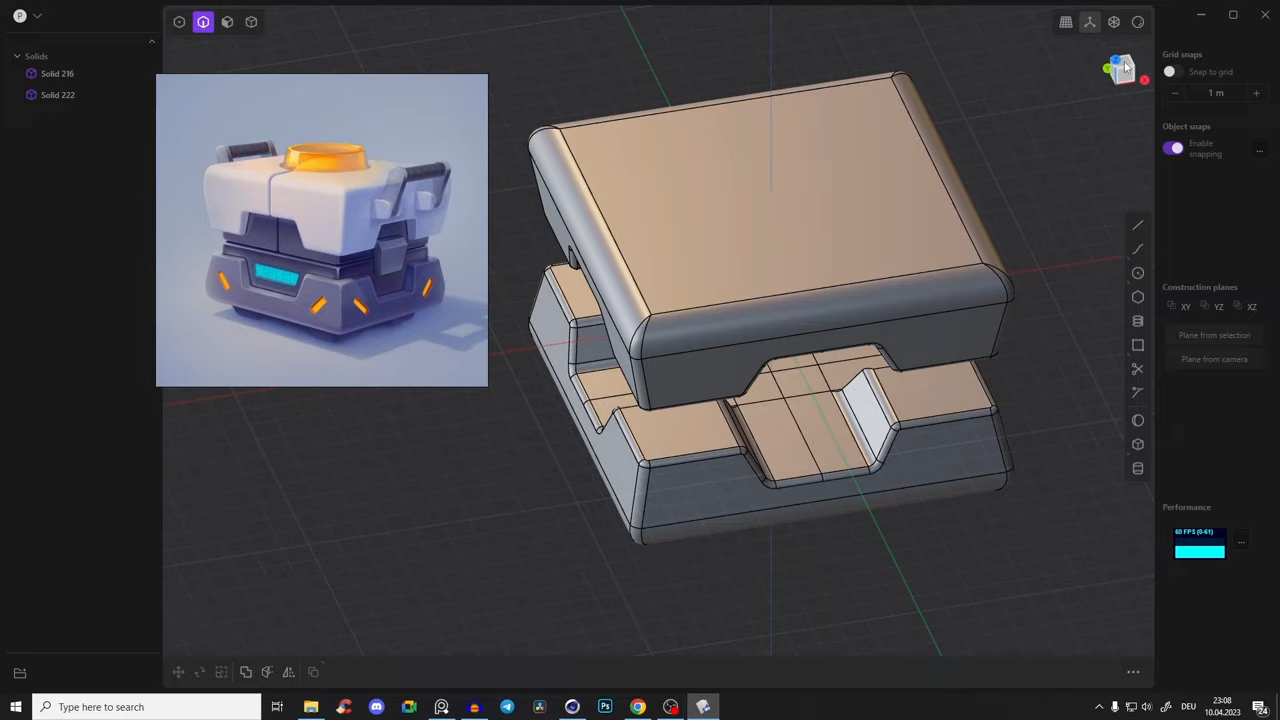 P
Solids
Solid 216
Solid 222
Grid snaps
Snap to grid
1 m
Object snaps
Enable
snapping
...
Construction planes
XY
YZ
XZ
Plane from selection
Plane from camera
Performance
60 FPS (0-61)
...
Type here to search
Ps
DEU
23:08
10.04.2023
24